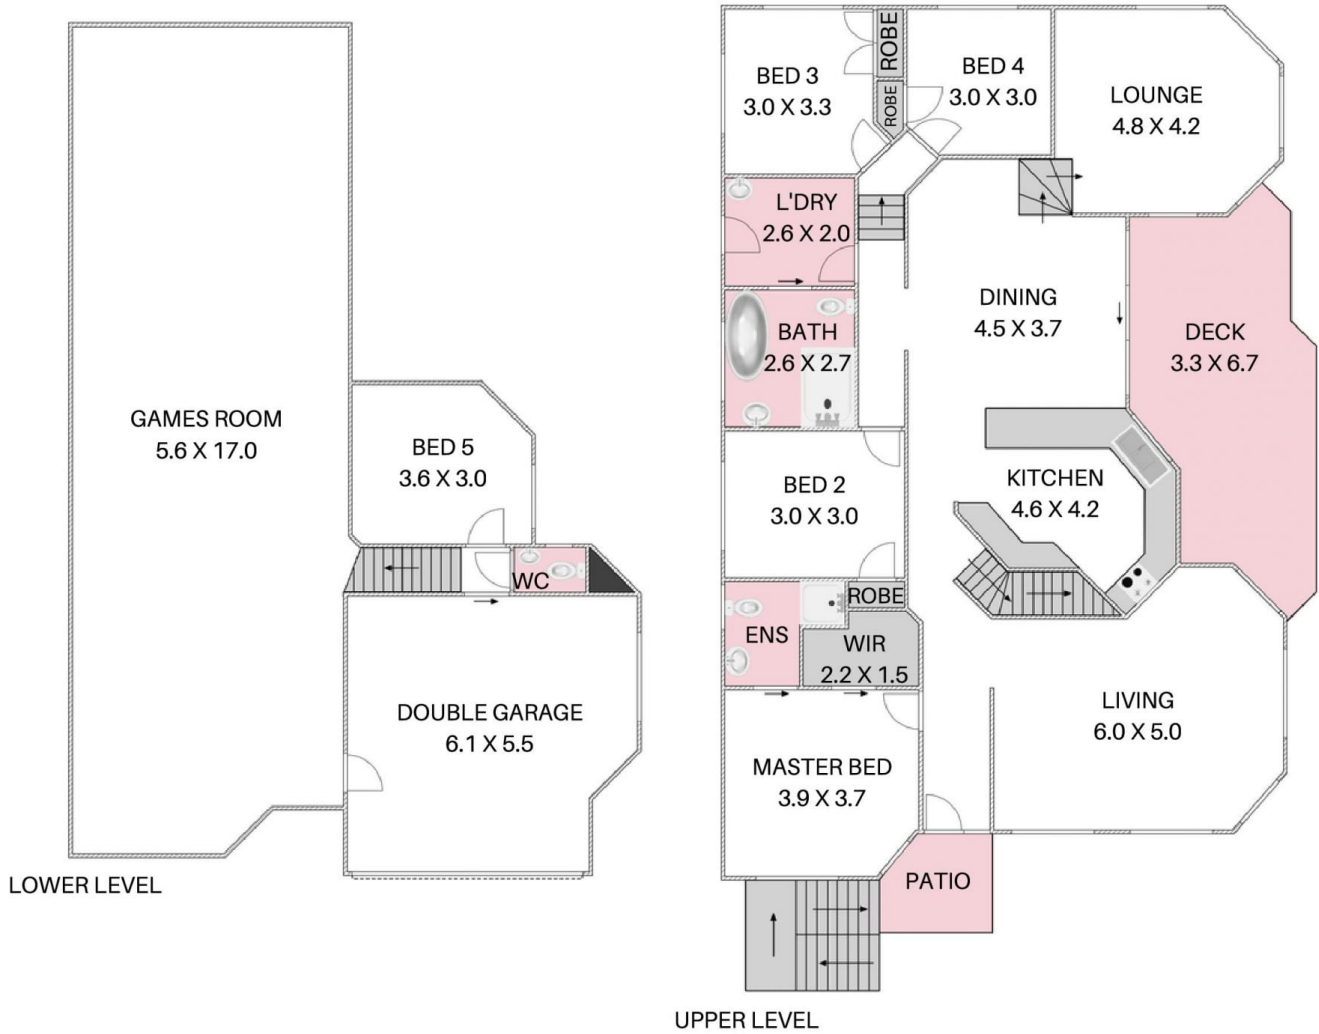 GAMES ROOM
5.6 X 17.0
BED 5
3.6 X 3.0
WC
DOUBLE GARAGE
6.1 X 5.5
LOWER LEVEL
BED 3
3.0 X 3.3
ROBE
ROBE
BED 4
3.0 X 3.0
LOUNGE
4.8 X 4.2
L'DRY
2.6 X 2.0
BATH
2.6 X 2.7
DINING
4.5 X 3.7
DECK
3.3 X 6.7
BED 2
3.0 X 3.0
KITCHEN
4.6 X 4.2
ROBE
ENS
WIR
2.2 X 1.5
LIVING
6.0 X 5.0
MASTER BED
3.9 X 3.7
PATIO
UPPER LEVEL